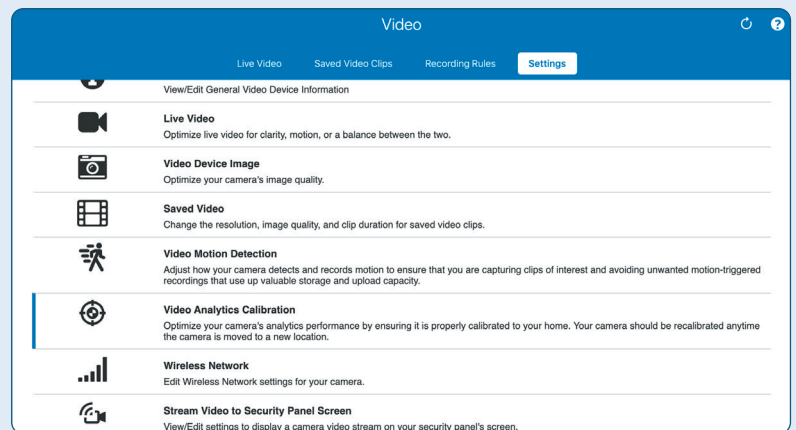 Video
?
Live Video Saved Video Clips Recording Rules Settings
View/Edit General Video Device Information
Live Video
Optimize live video for clarity, motion, or a balance between the two.
Video Device Image
Optimize your camera's image quality.
Saved Video
Change the resolution, image quality, and clip duration for saved video clips.
Video Motion Detection
Adjust how your camera detects and records motion to ensure that you are capturing clips of interest and avoiding unwanted motion-triggered
recordings that use up valuable storage and upload capacity.
Video Analytics Calibration
Optimize your camera's analytics performance by ensuring it is properly calibrated to your home. Your camera should be recalibrated anytime
the camera is moved to a new location.
Wireless Network
Edit Wireless Network settings for your camera.
Stream Video to Security Panel Screen
View/Edit settings to display a camera video stream on your security panel's screen.